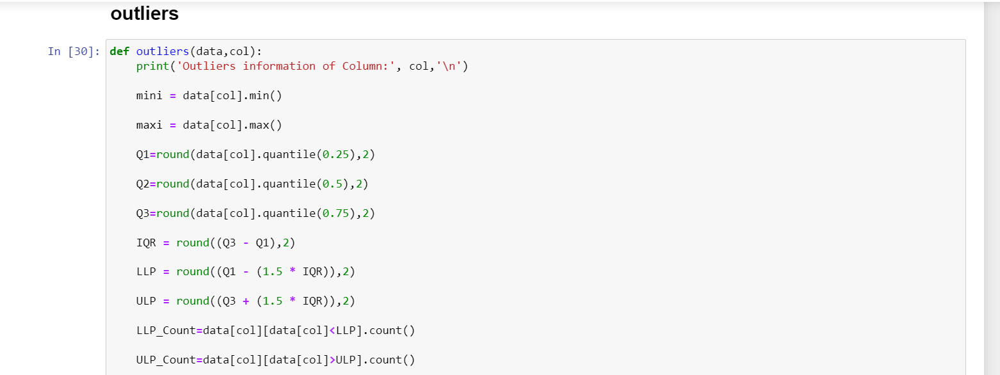 outliers
In [30]: def outliers(data,col):
print('Outliers information of Column:', col,'\n')
mini = data[col].min()
maxi = data[col].max()
Q1=round(data[col].quantile(0.25),2)
Q2=round(data[col].quantile(0.5),2)
Q3=round(data[col].quantile(0.75),2)
IQR = round((Q3 - Q1),2)
LLP = round((Q1 - (1.5 * IQR)),2)
ULP = round((Q3 + (1.5 * IQR)),2)
LLP_Count=data[col][data[col]<LLP].count()
ULP_Count=data[col][data[col]>ULP].count()